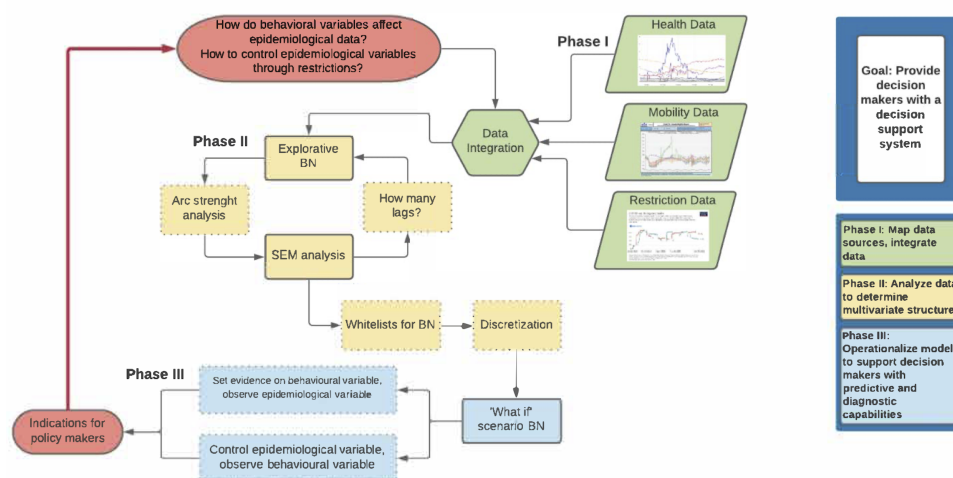 How do behavioral variables affect
epidemiological data?
How to control epidemiological variables
through restrictions?
Phase I
Health Data
Mobility Data
Restriction Data
Data
Integration
Phase II
Explorative
BN
Arc strenght
analysis
How many
lags?
SEM analysis
Whitelists for BN
Discretization
Phase III
Set evidence on behavioural variable,
observe epidemiological variable
Control epidemiological variable,
observe behavioural variable
'What if'
scenario BN
Indications for
policy makers
Goal: Provide
decision
makers with a
decision
support
system
Phase I: Map data
sources, integrate
data
Phase II: Analyze data
to determine
multivariate structure
Phase III:
Operationalize model
to support decision
makers with
predictive and
diagnostic
capabilities